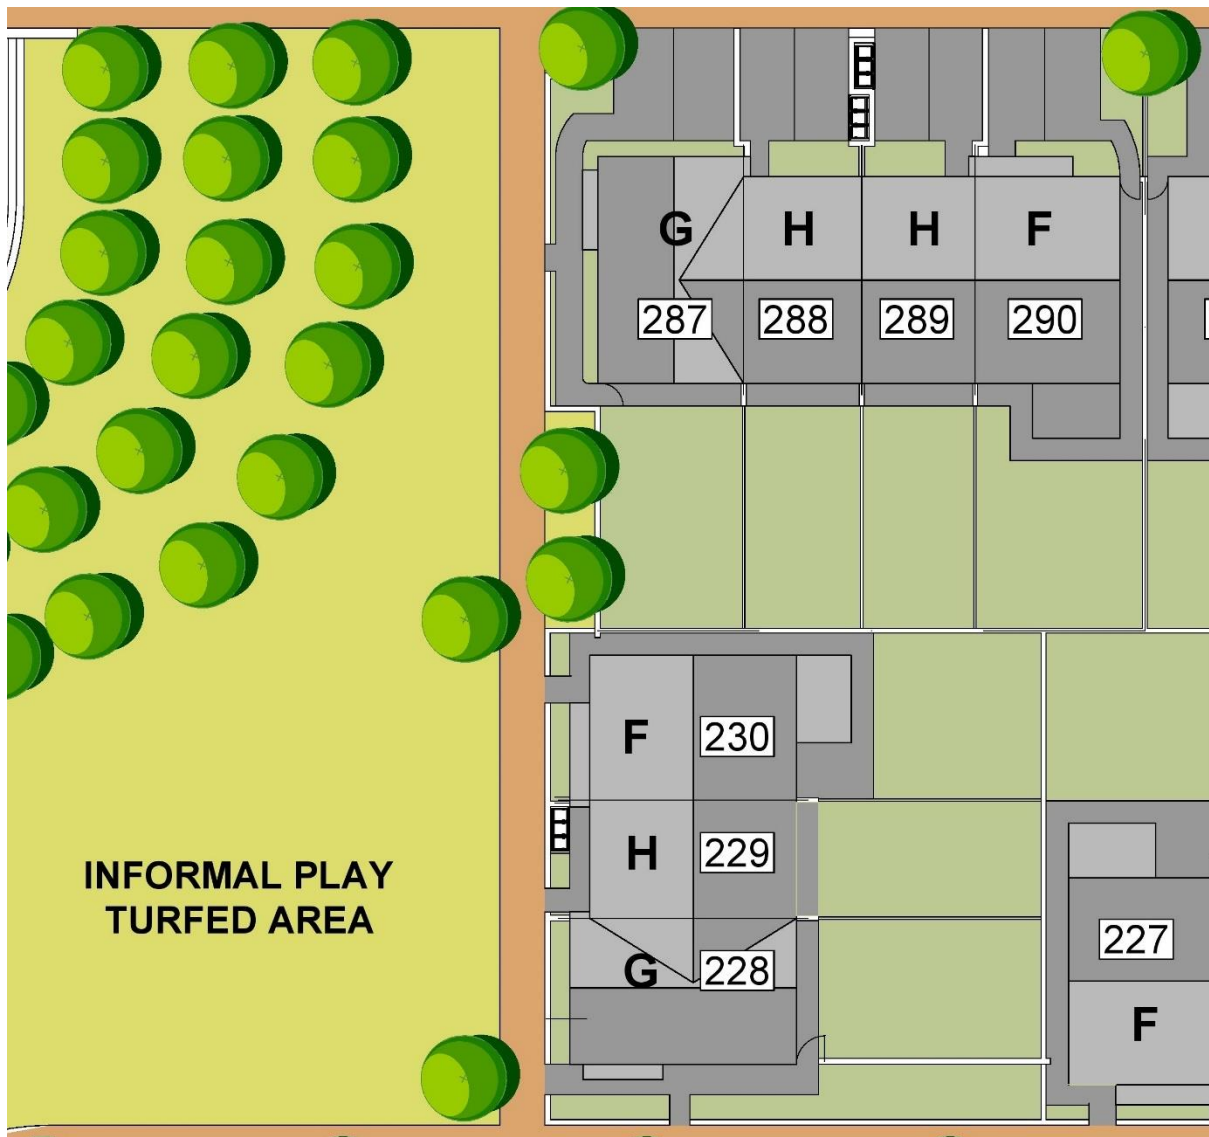 G
H
H
F
287
288
289
290
F
230
H
229
INFORMAL PLAY
TURFED AREA
G
228
227
F